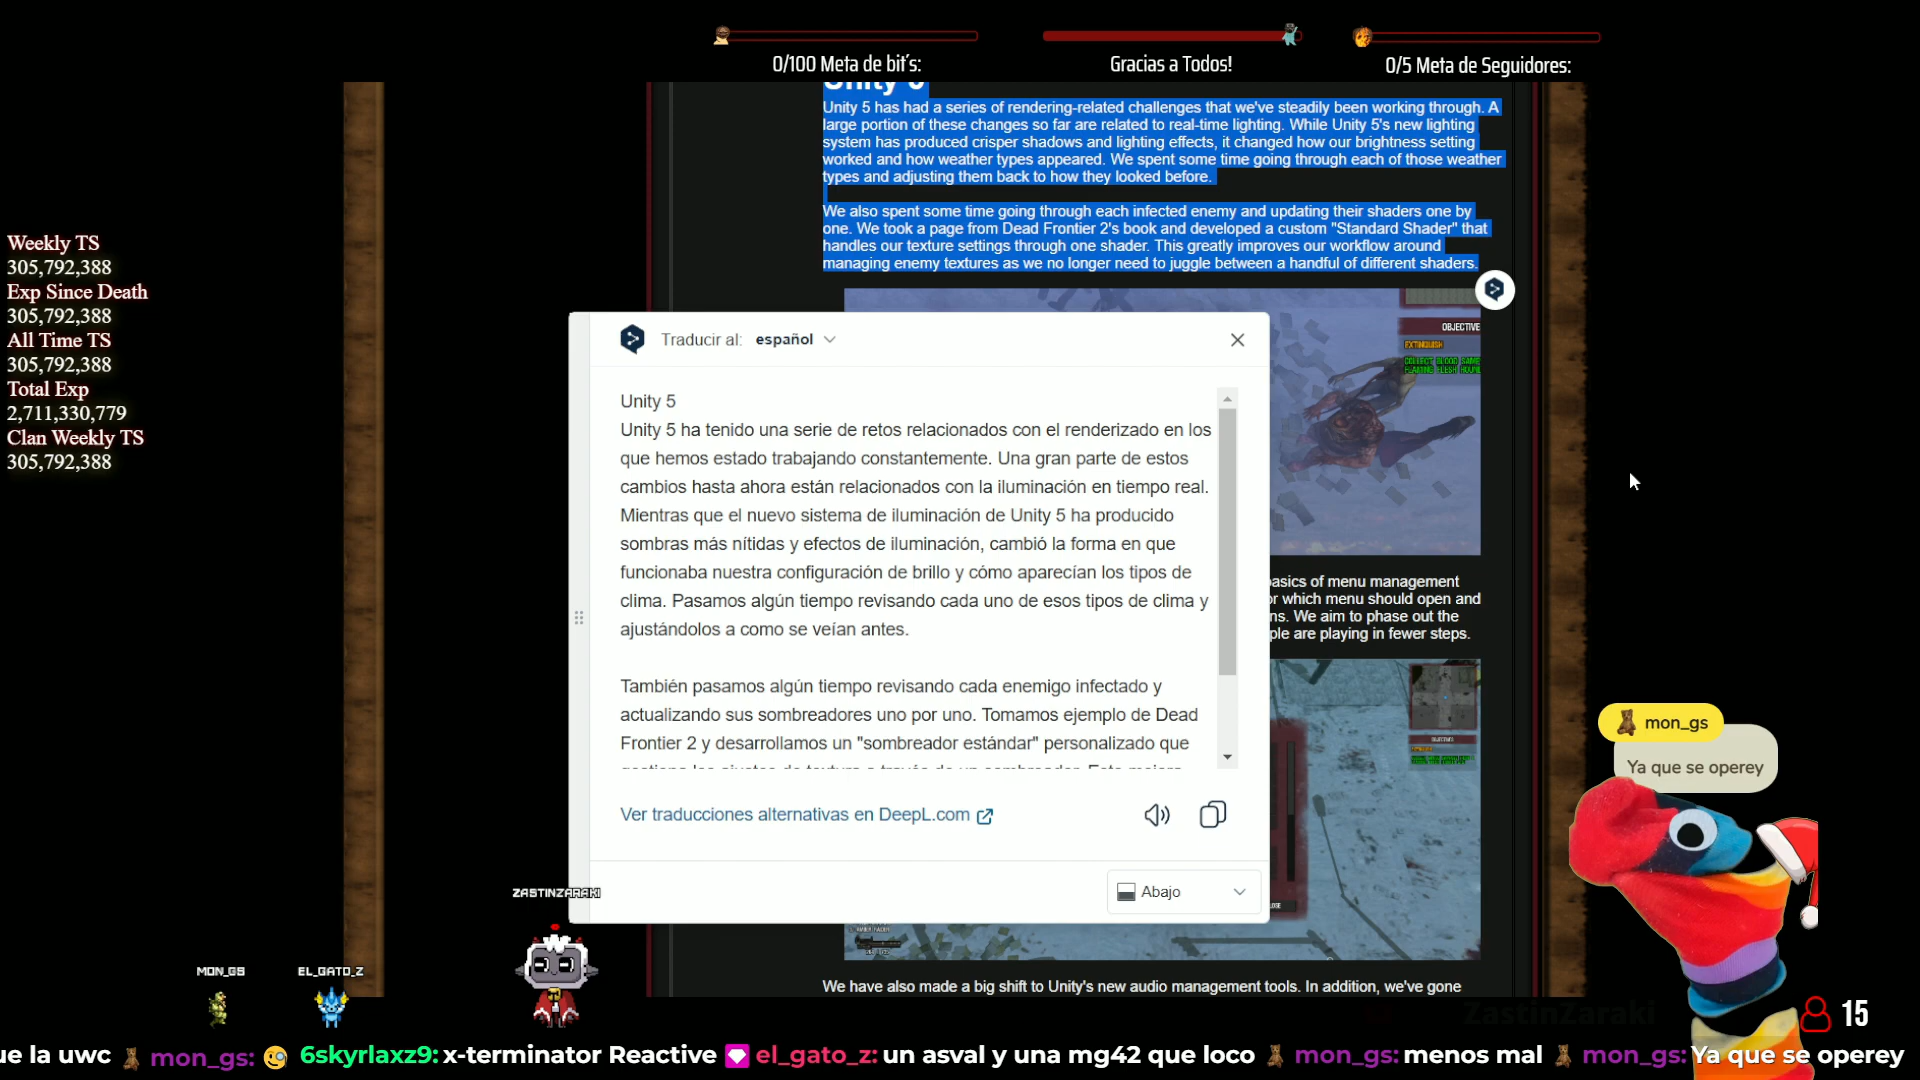 0/100 Meta de bit's:
Gracias a Todos!
0/5 Meta de Seguidores:
Unity 5
Unity 5 has had a series of rendering-related challenges that we've steadily been working through. A
large portion of these changes so far are related to real-time lighting. While Unity 5's new lighting
system has produced crisper shadows and lighting effects, it changed how our brightness setting
worked and how weather types appeared. We spent some time going through each of those weather
types and adjusting them back to how they looked before.
We also spent some time going through each infected enemy and updating their shaders one by
one. We took a page from Dead Frontier 2's book and developed a custom "Standard Shader" that
handles our texture settings through one shader. This greatly improves our workflow around
managing enemy textures as we no longer need to juggle between a handful of different shaders.
Weekly TS
305,792,388
Exp Since Death
305,792,388
All Time TS
305,792,388
Total Exp
2,711,330,779
Clan Weekly TS
305,792,388
OBJECTIVE
EXTINGUISH
COLLECT BLOOD SAMP
FLAMING FLESH HOUND
Traducir al: español
Unity 5
Unity 5 ha tenido una serie de retos relacionados con el renderizado en los
que hemos estado trabajando constantemente. Una gran parte de estos
cambios hasta ahora están relacionados con la iluminación en tiempo real.
Mientras que el nuevo sistema de iluminación de Unity 5 ha producido
sombras más nítidas y efectos de iluminación, cambió la forma en que
funcionaba nuestra configuración de brillo y cómo aparecían los tipos de
clima. Pasamos algún tiempo revisando cada uno de esos tipos de clima y
ajustándolos a como se veían antes.
También pasamos algún tiempo revisando cada enemigo infectado y
actualizando sus sombreadores uno por uno. Tomamos ejemplo de Dead
Frontier 2 y desarrollamos un "sombreador estándar" personalizado que
Ver traducciones alternativas en DeepL.com
Abajo
basics of menu management
or which menu should open and
ns. We aim to phase out the
ple are playing in fewer steps.
We have also made a big shift to Unity's new audio management tools. In addition, we've gone
mon_gs
Ya que se operey
ZASTINZARAKI
MON_GS
EL_GATO_Z
ZastinZaraki
15
ue la uwc mon_gs: 6skyrlaxz9: x-terminator Reactive el_gato_z: un asval y una mg42 que loco mon_gs: menos mal mon_gs: Ya que se operey